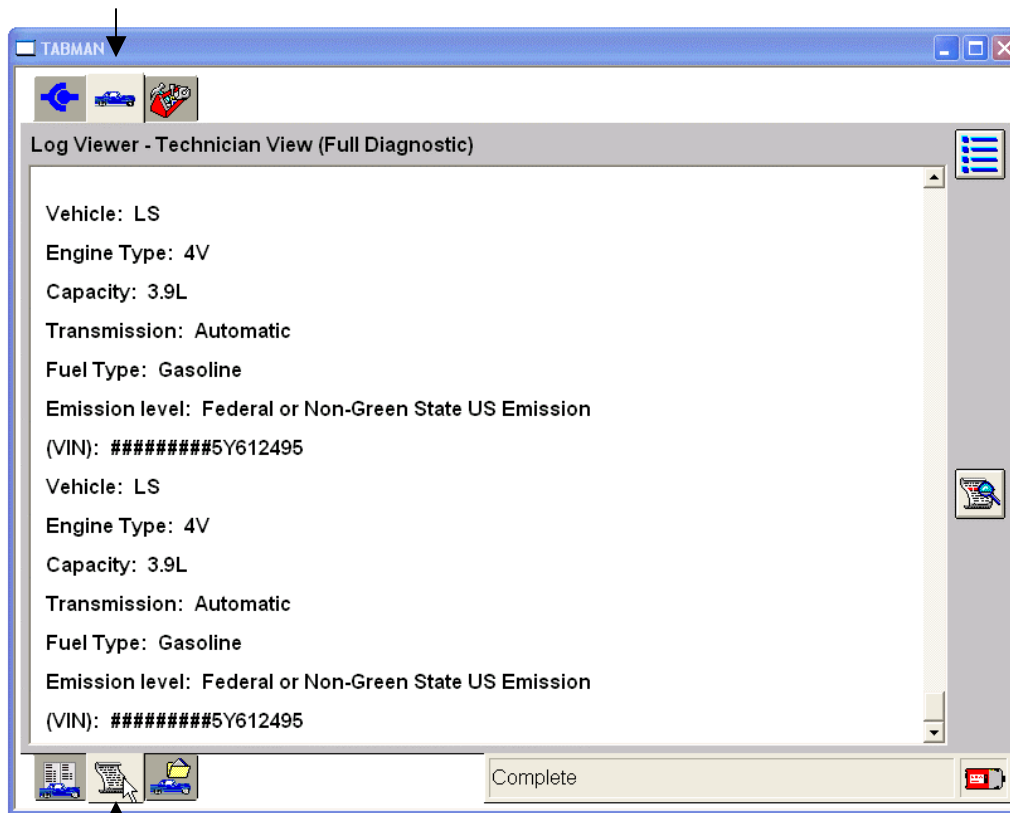 TABMAN
Log Viewer - Technician View (Full Diagnostic)
Vehicle: LS
Engine Type: 4V
Capacity: 3.9L
Transmission: Automatic
Fuel Type: Gasoline
Emission level: Federal or Non-Green State US Emission
(VIN): #########5Y612495
Vehicle: LS
Engine Type: 4V
Capacity: 3.9L
Transmission: Automatic
Fuel Type: Gasoline
Emission level: Federal or Non-Green State US Emission
(VIN): #########5Y612495
Complete